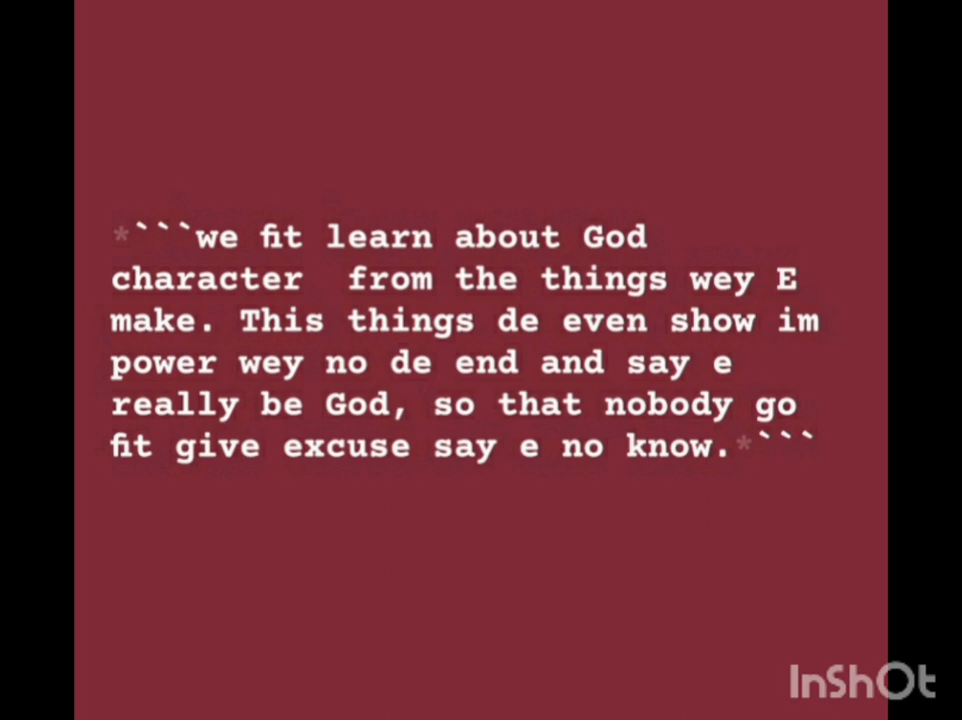 *```we fit learn about God
character  from the things wey E
make. This things de even show im
power wey no de end and say e
really be God, so that nobody go
fit give excuse say e no know.*```
InShOt